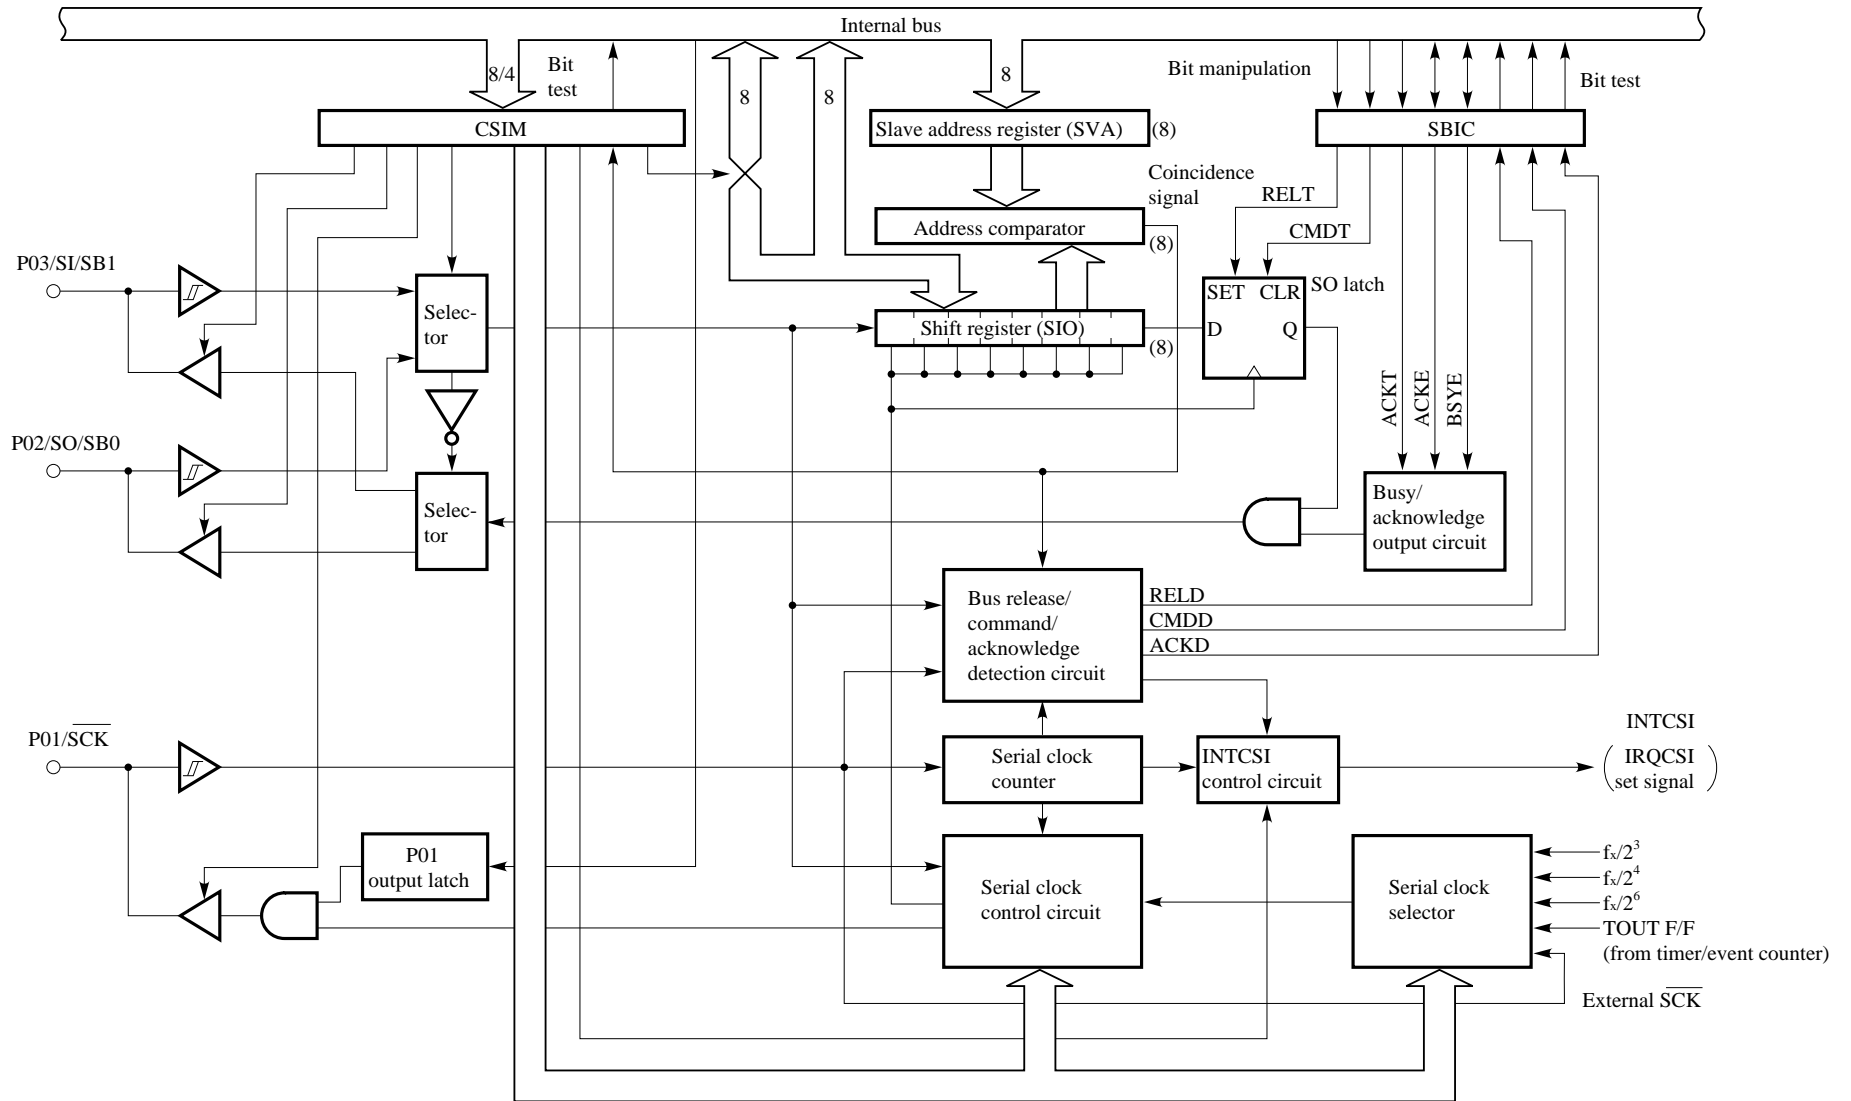 Internal bus
8/4
Bit
test
8
8
8
Bit manipulation
Bit test
CSIM
Slave address register (SVA)
(8)
SBIC
Coincidence
signal
RELT
Address comparator
(8)
CMDT
P03/SI/SB1
Selec-
tor
SET CLR
SO latch
Shift register (SIO)
(8)
D
Q
ACKT
ACKE
BSYE
P02/SO/SB0
Selec-
tor
Busy/
acknowledge
output circuit
Bus release/
command/
acknowledge
detection circuit
RELD
CMDD
ACKD
P01/S̅C̅K̅
Serial clock
counter
INTCSI
control circuit
INTCSI
(IRQCSI
set signal)
P01
output latch
Serial clock
control circuit
Serial clock
selector
fx/2³
fx/2⁴
fx/2⁶
TOUT F/F
(from timer/event counter)
External S̅C̅K̅